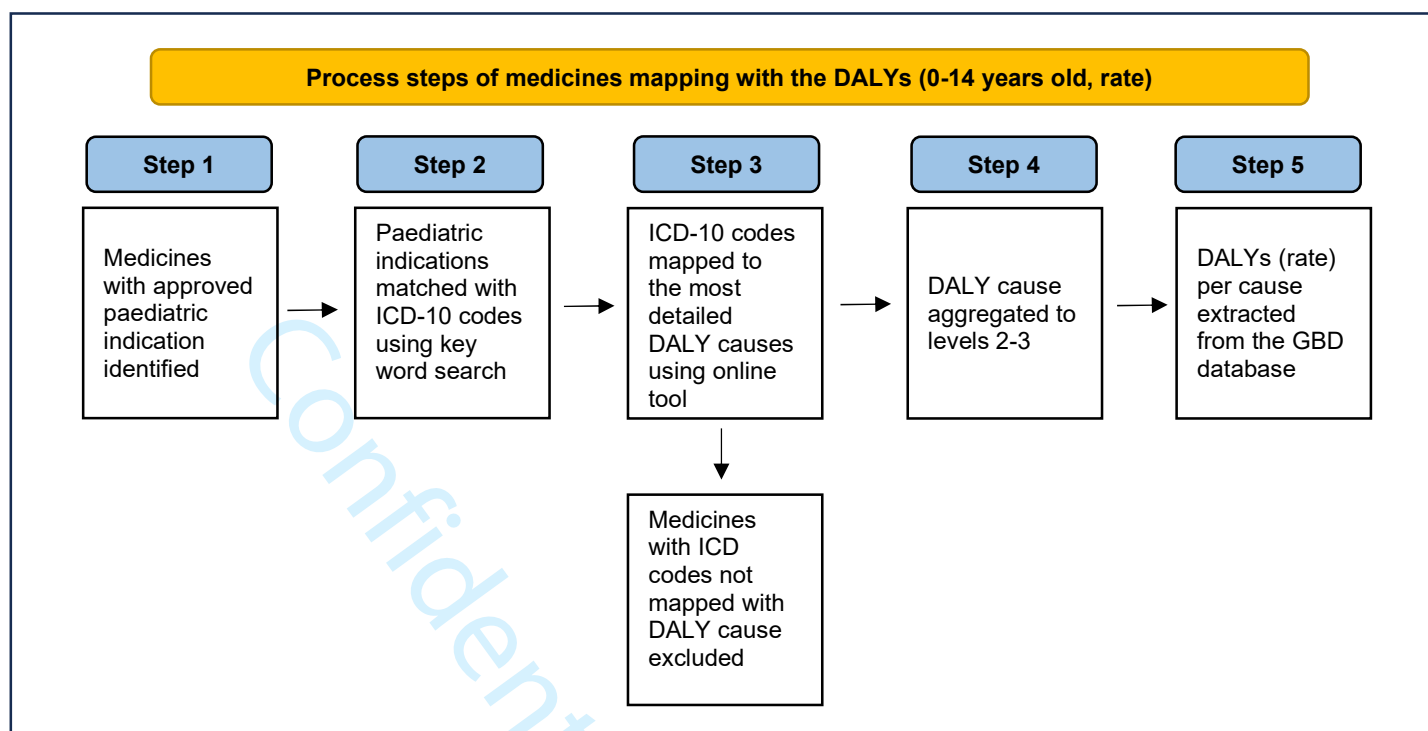 Process steps of medicines mapping with the DALYs (0-14 years old, rate)
Step 1
Medicines
with approved
paediatric
indication
identified
Step 2
Paediatric
indications
matched with
ICD-10 codes
using key
word search
Step 3
ICD-10 codes
mapped to
the most
detailed
DALY causes
using online
tool
Medicines
with ICD
codes not
mapped with
DALY cause
excluded
Step 4
DALY cause
aggregated to
levels 2-3
Step 5
DALYs (rate)
per cause
extracted
from the GBD
database
Confident